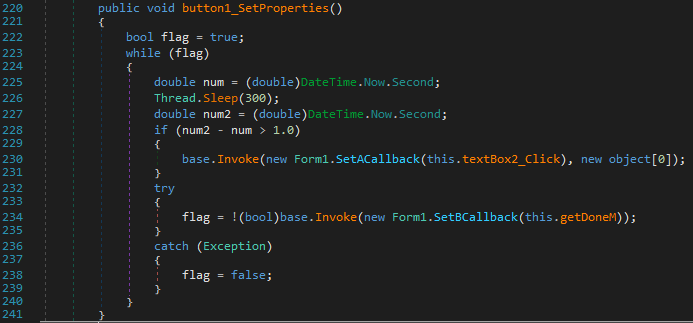 220 public void button1_SetProperties()
221 {
222 bool flag = true;
223 while (flag)
224 {
225 double num = (double)DateTime.Now.Second;
226 Thread.Sleep(300);
227 double num2 = (double)DateTime.Now.Second;
228 if (num2 - num > 1.0)
229 {
230 base.Invoke(new Form1.SetACallback(this.textBox2_Click), new object[0]);
231 }
232 try
233 {
234 flag = !(bool)base.Invoke(new Form1.SetBCallback(this.getDoneM));
235 }
236 catch (Exception)
237 {
238 flag = false;
239 }
240 }
241 }